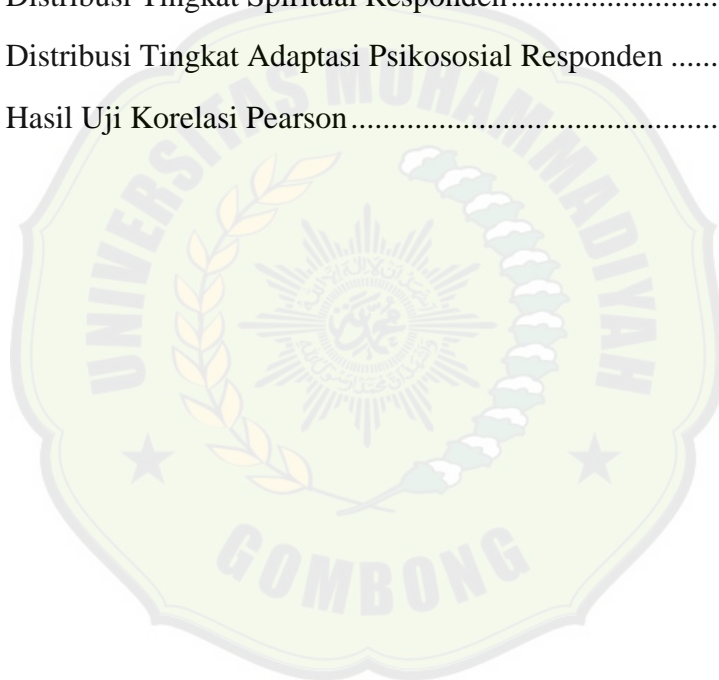 Distribusi Tingkat Spiritual Responden..........................
Distribusi Tingkat Adaptasi Psikososial Responden ......
Hasil Uji Korelasi Pearson.......................................
UNIVERSITAS MUHAMMADIYAH
GOMBONG